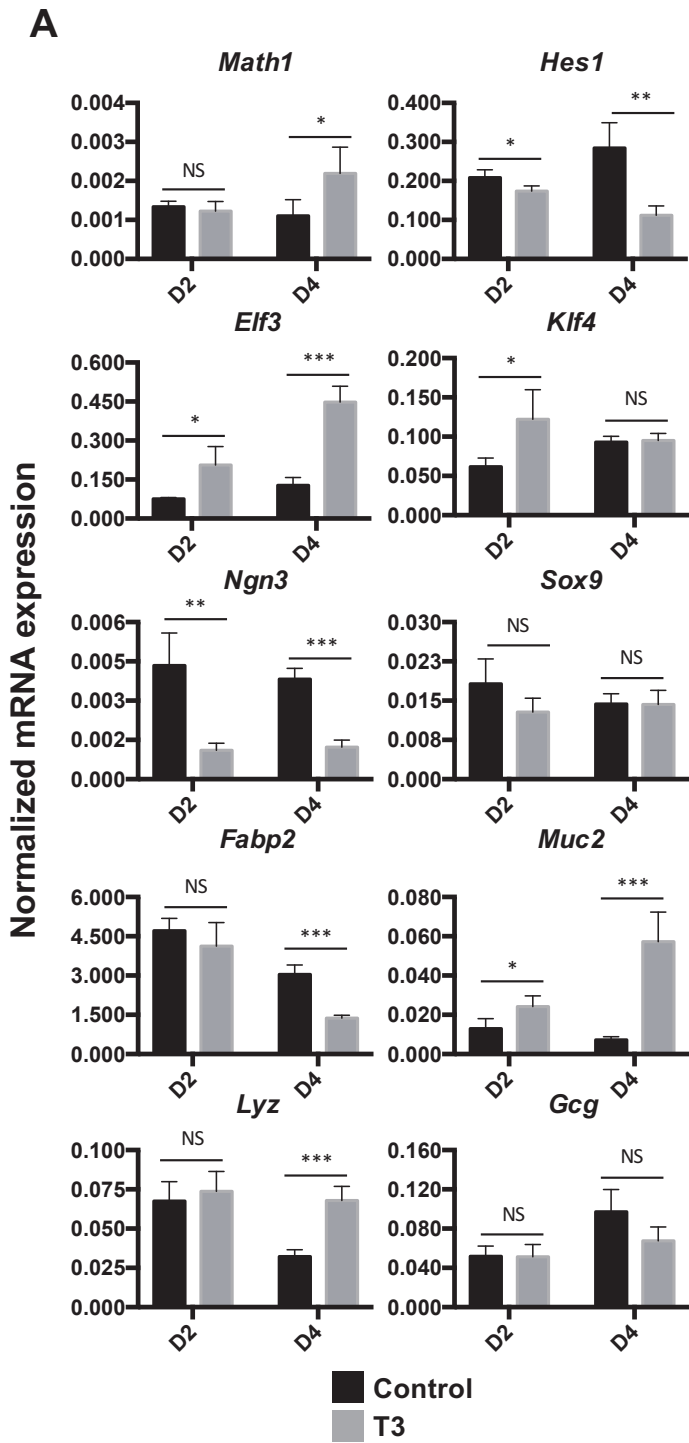 A
Normalized mRNA expression
Math1
0.004
0.003
0.002
0.001
0.000
NS
*
D2
D4
Hes1
0.400
0.300
0.200
0.100
0.000
*
**
D2
D4
Elf3
0.600
0.450
0.300
0.150
0.000
*
***
D2
D4
Klf4
0.200
0.150
0.100
0.050
0.000
*
NS
D2
D4
Ngn3
0.006
0.005
0.003
0.002
0.000
**
***
D2
D4
Sox9
0.030
0.023
0.015
0.008
0.000
NS
NS
D2
D4
Fabp2
6.000
4.500
3.000
1.500
0.000
NS
***
D2
D4
Muc2
0.080
0.060
0.040
0.020
0.000
*
***
D2
D4
Lyz
0.100
0.075
0.050
0.025
0.000
NS
***
D2
D4
Gcg
0.160
0.120
0.080
0.040
0.000
NS
NS
D2
D4
Control
T3